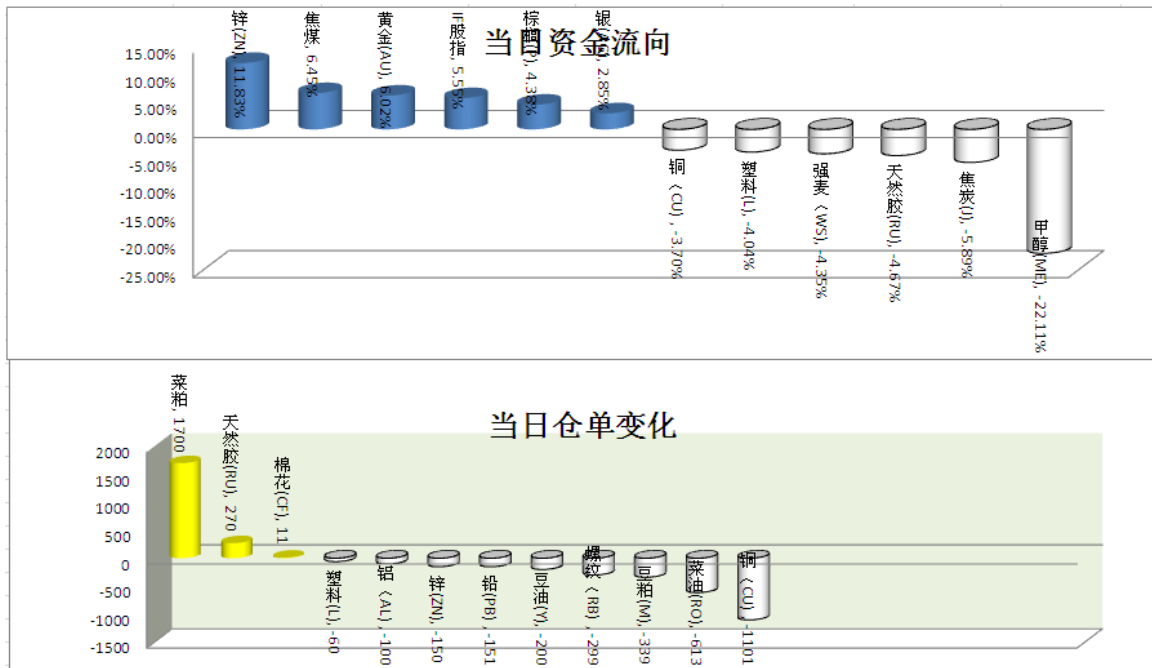 当日资金流向
15.00%
10.00%
5.00%
0.00%
-5.00%
-10.00%
-15.00%
-20.00%
-25.00%
锌(ZN), 11.83%
焦煤, 6.45%
黄金(AU), 6.02%
IF股指, 5.55%
棕榈(P), 4.38%
银(AG), 2.85%
铜〈CU〉, -3.70%
塑料(L), -4.04%
强麦〈WS), -4.35%
天然胶(RU), -4.67%
焦炭(J), -5.89%
甲醇(ME), -22.11%
当日仓单变化
2000
1500
1000
500
0
-500
-1000
-1500
菜粕, 1700
天然胶(RU), 270
棉花(CF), 11
塑料(L), -60
铝〈AL), -100
锌(ZN), -150
铅(PB), -151
豆油(Y), -200
螺纹〈RB), -299
豆粕(M), -339
菜油(RO), -613
铜〈CU〉, -1101